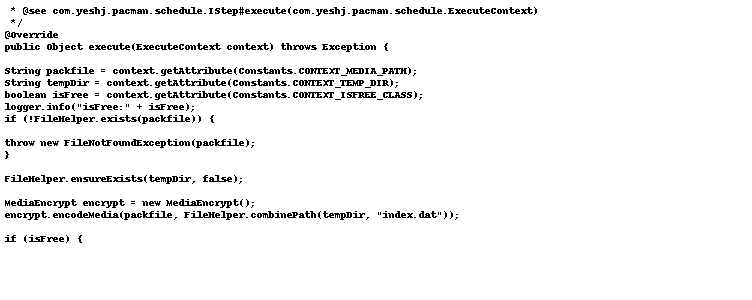 * @see com.yeshj.pacman.schedule.IStep#execute(com.yeshj.pacman.schedule.ExecuteContext)
*/
@Override
public Object execute(ExecuteContext context) throws Exception {
String packfile = context.getAttribute(Constants.CONTEXT_MEDIA_PATH);
String tempDir = context.getAttribute(Constants.CONTEXT_TEMP_DIR);
boolean isFree = context.getAttribute(Constants.CONTEXT_ISFREE_CLASS);
logger.info("isFree:" + isFree);
if (!FileHelper.exists(packfile)) {
throw new FileNotFoundException(packfile);
}
FileHelper.ensureExists(tempDir, false);
MediaEncrypt encrypt = new MediaEncrypt();
encrypt.encodeMedia(packfile, FileHelper.combinePath(tempDir, "index.dat"));
if (isFree) {